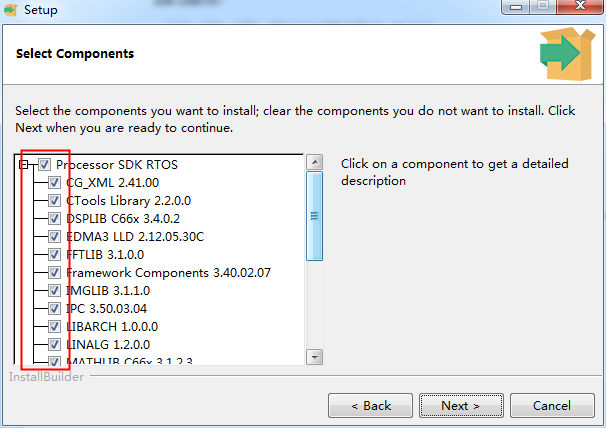 Setup
Select Components
Select the components you want to install; clear the components you do not want to install. Click
Next when you are ready to continue.
Processor SDK RTOS
CG_XML 2.41.00
CTools Library 2.2.0.0
DSPLIB C66x 3.4.0.2
EDMA3 LLD 2.12.05.30C
FFTLIB 3.1.0.0
Framework Components 3.40.02.07
IMGLIB 3.1.1.0
IPC 3.50.03.04
LIBARCH 1.0.0.0
LINALG 1.2.0.0
MATHLIB C66x 3.1.2.3
Click on a component to get a detailed
description
InstallBuilder
< Back
Next >
Cancel